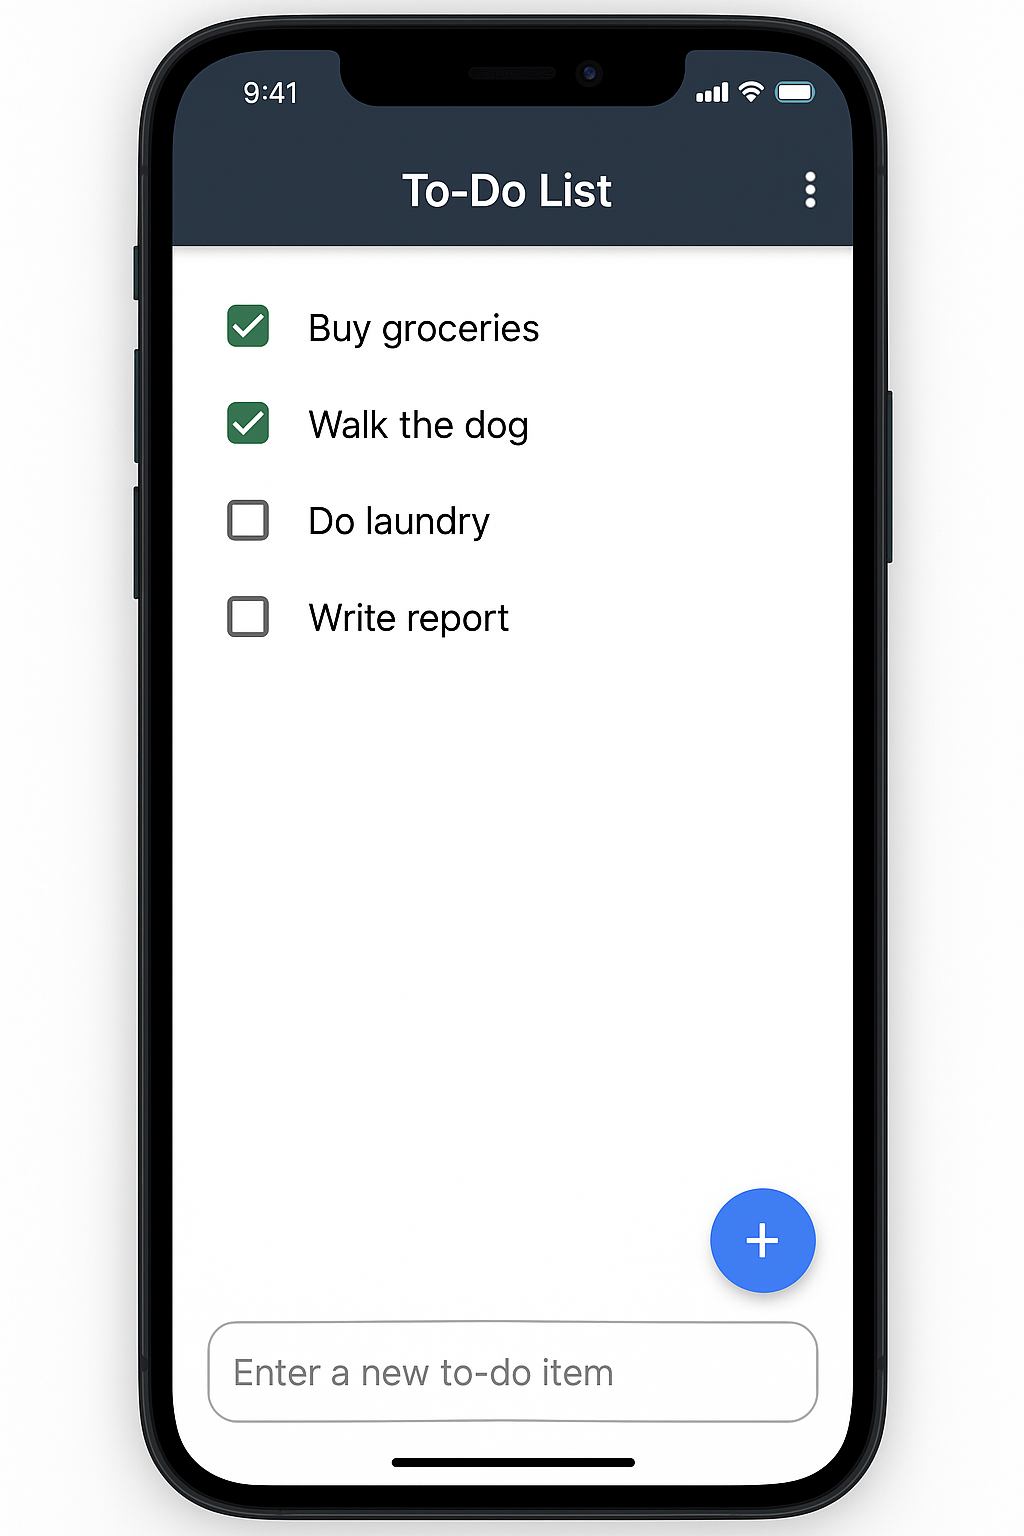 9:41
To-Do List
Buy groceries
Walk the dog
Do laundry
Write report
Enter a new to-do item